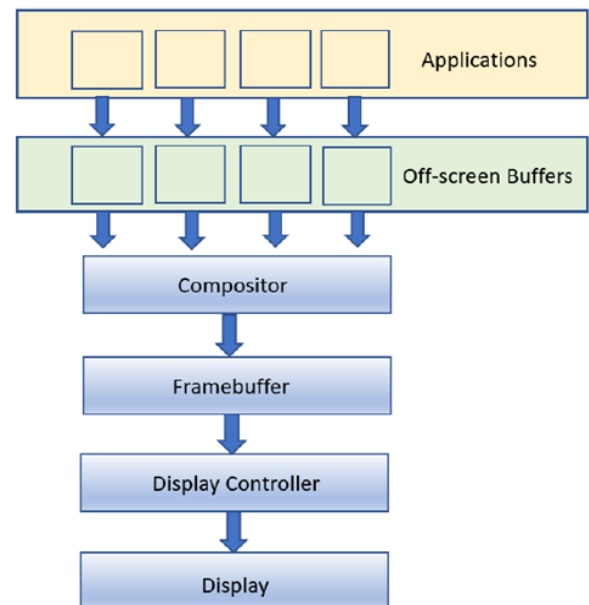 Applications
Off-screen Buffers
Compositor
Framebuffer
Display Controller
Display